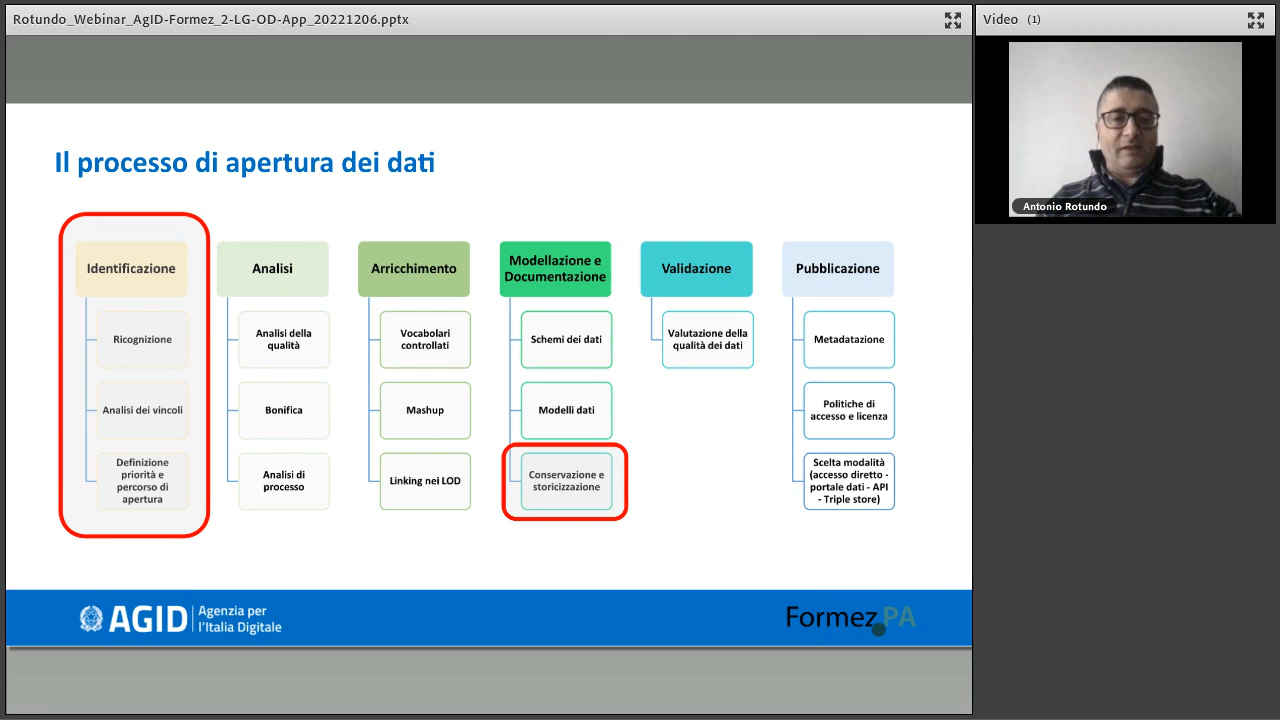 Rotundo_Webinar_AgID-Formez_2-LG-OD-App_20221206.pptx
Video (1)
Antonio Rotundo
Il processo di apertura dei dati
Identificazione
Ricognizione
Analisi dei vincoli
Definizione
priorità e
percorso di
apertura
Analisi
Analisi della
qualità
Bonifica
Analisi di
processo
Arricchimento
Vocabolari
controllati
Mashup
Linking nei LOD
Modellazione e
Documentazione
Schemi dei dati
Modelli dati
Conservazione e
storicizzazione
Validazione
Valutazione della
qualità dei dati
Pubblicazione
Metadatazione
Politiche di
accesso e licenza
Scelta modalità
(accesso diretto -
portale dati - API
- Triple store)
AGID
Agenzia per
l'Italia Digitale
Formez PA